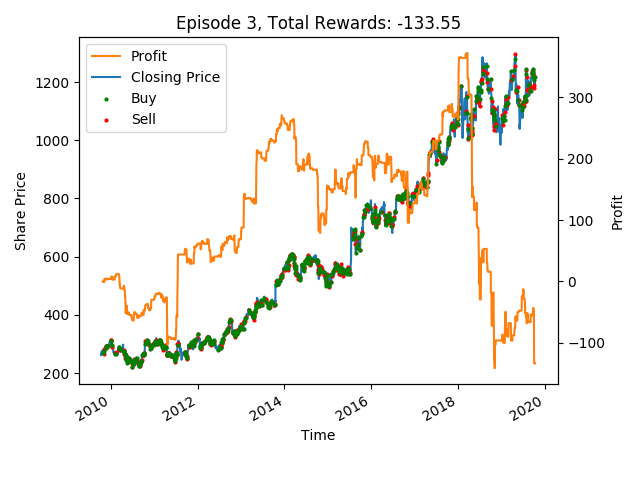 Episode 3, Total Rewards: -133.55
Profit
Closing Price
Buy
Sell
Share Price
1200
1000
800
600
400
200
300
200
100
0
−100
Profit
2010
2012
2014
2016
2018
2020
Time